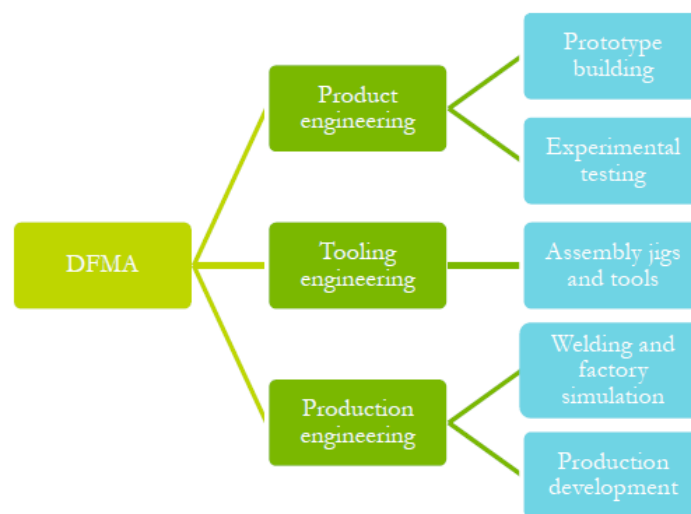 DFMA
Product
engineering
Prototype
building
Experimental
testing
Tooling
engineering
Assembly jigs
and tools
Production
engineering
Welding and
factory
simulation
Production
development